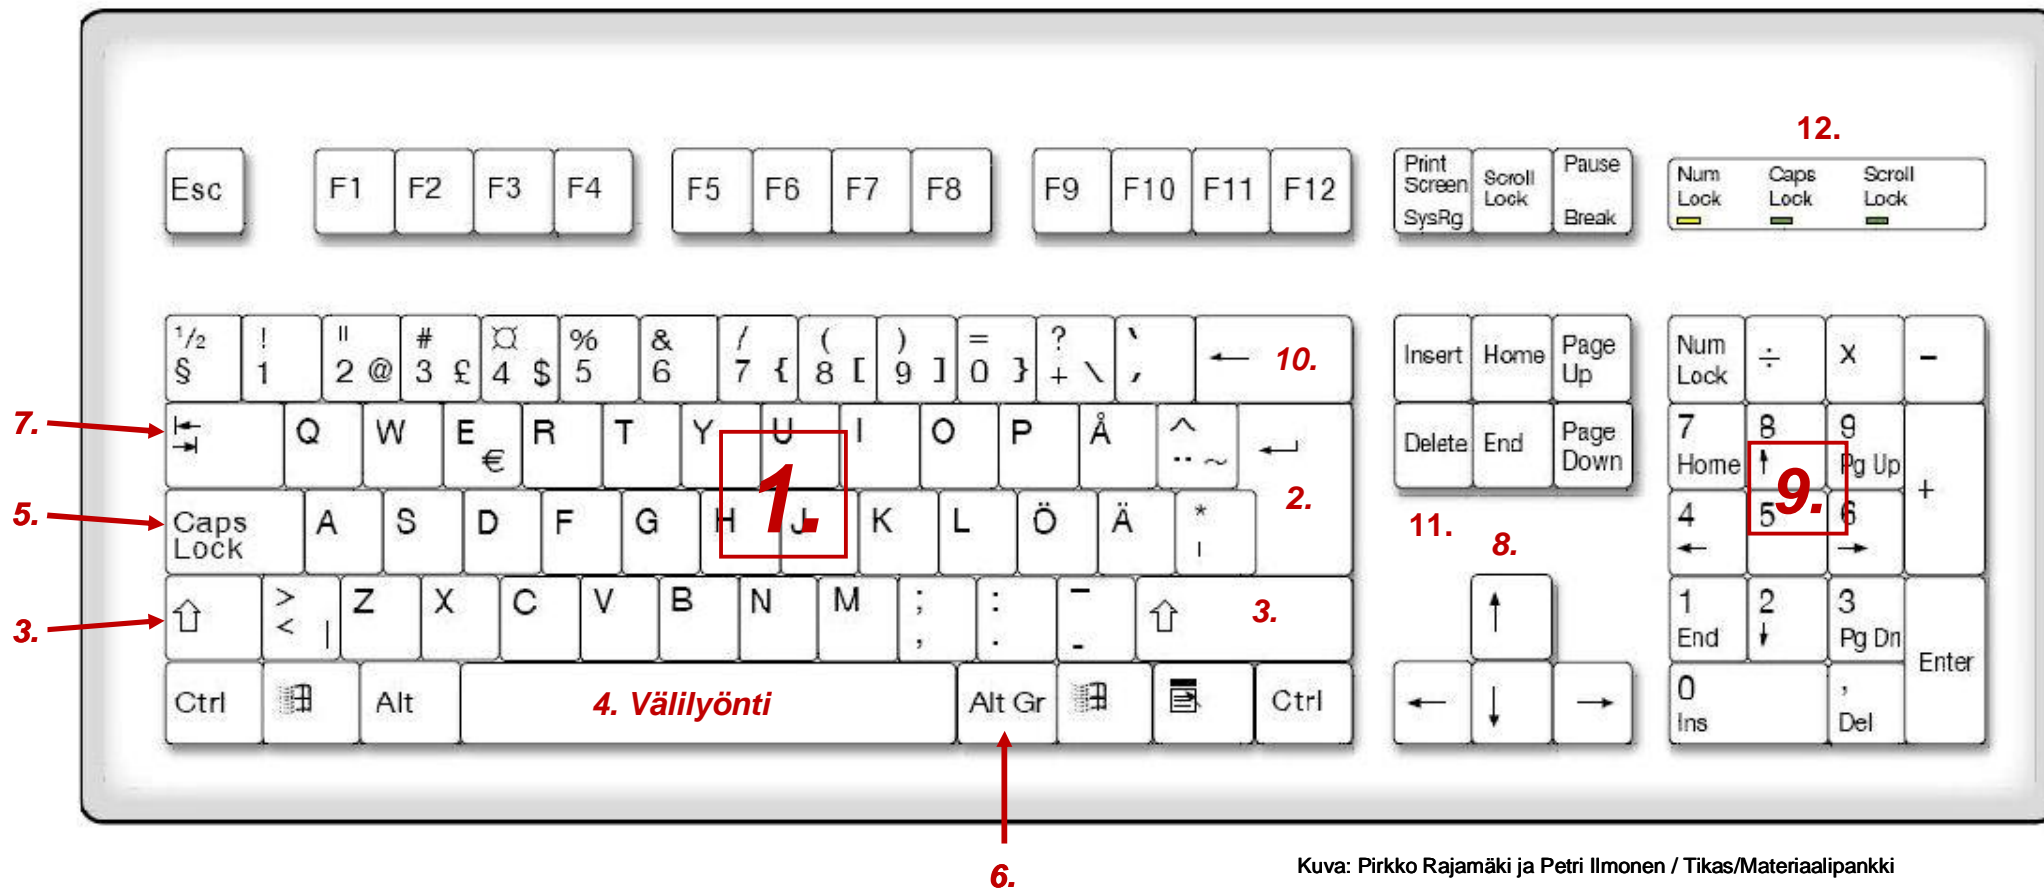 12.
Esc F1 F2 F3 F4 F5 F6 F7 F8 F9 F10 F11 F12 Print Screen SysRg Scroll Lock Pause Break Num Lock Caps Lock Scroll Lock
½ § ! 1 " 2 @ # 3 £ ¤ 4 $ % 5 & 6 / 7 { ( 8 [ ) 9 ] = 0 } ? + \ ` ´ ← 10. Insert Home Page Up Num Lock ÷ X −
7. Q W E € R T Y U I O P Å ^ ¨ ~ ↵ Delete End Page Down 7 Home 8 ↑ 9 Pg Up +
1. 9.
5. Caps Lock A S D F G H J K L Ö Ä * ' 2. 11. 8. 4 ← 5 6 →
3. ⇧ > < | Z X C V B N M ; , : . _ - ⇧ 3. ↑ 1 End 2 ↓ 3 Pg Dn Enter
Ctrl Alt 4. Välilyönti Alt Gr Ctrl ← ↓ → 0 Ins , Del
6.
Kuva: Pirkko Rajamäki ja Petri Ilmonen / Tikas/Materiaalipankki